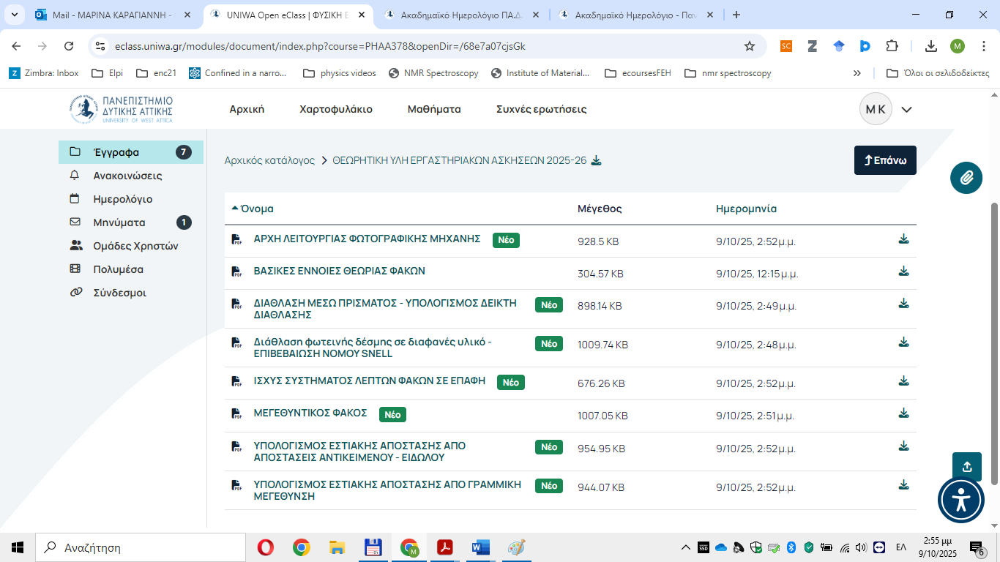 Mail - ΜΑΡΙΝΑ ΚΑΡΑΓΙΑΝΝΗ -
UNIWA Open eClass | ΦΥΣΙΚΗ Ε
Ακαδημαϊκό Ημερολόγιο ΠΑ.Δ
Ακαδημαϊκό Ημερολόγιο - Παν
eclass.uniwa.gr/modules/document/index.php?course=PHAA378&openDir=/68e7a07cjsGk
SC
M
Zimbra: Inbox
Elpi
enc21
Confined in a narro...
physics videos
NMR Spectroscopy
Institute of Material...
ecoursesFEH
nmr spectroscopy
Όλοι οι σελιδοδείκτες
ΠΑΝΕΠΙΣΤΗΜΙΟ
ΔΥΤΙΚΗΣ ΑΤΤΙΚΗΣ
UNIVERSITY OF WEST ATTICA
Αρχική
Χαρτοφυλάκιο
Μαθήματα
Συχνές ερωτήσεις
Μ Κ
Έγγραφα 7
Ανακοινώσεις
Ημερολόγιο
Μηνύματα 1
Ομάδες Χρηστών
Πολυμέσα
Σύνδεσμοι
Αρχικός κατάλογος > ΘΕΩΡΗΤΙΚΗ ΥΛΗ ΕΡΓΑΣΤΗΡΙΑΚΩΝ ΑΣΚΗΣΕΩΝ 2025-26
Επάνω
Όνομα Μέγεθος Ημερομηνία
ΑΡΧΗ ΛΕΙΤΟΥΡΓΙΑΣ ΦΩΤΟΓΡΑΦΙΚΗΣ ΜΗΧΑΝΗΣ Νέο 928.5 KB 9/10/25, 2:52 μ.μ.
ΒΑΣΙΚΕΣ ΕΝΝΟΙΕΣ ΘΕΩΡΙΑΣ ΦΑΚΩΝ 304.57 KB 9/10/25, 12:15 μ.μ.
ΔΙΑΘΛΑΣΗ ΜΕΣΩ ΠΡΙΣΜΑΤΟΣ - ΥΠΟΛΟΓΙΣΜΟΣ ΔΕΙΚΤΗ Νέο 898.14 KB 9/10/25, 2:49 μ.μ.
ΔΙΑΘΛΑΣΗΣ
Διάθλαση φωτεινής δέσμης σε διαφανές υλικό - Νέο 1009.74 KB 9/10/25, 2:48 μ.μ.
ΕΠΙΒΕΒΑΙΩΣΗ ΝΟΜΟΥ SNELL
ΙΣΧΥΣ ΣΥΣΤΗΜΑΤΟΣ ΛΕΠΤΩΝ ΦΑΚΩΝ ΣΕ ΕΠΑΦΗ Νέο 676.26 KB 9/10/25, 2:52 μ.μ.
ΜΕΓΕΘΥΝΤΙΚΟΣ ΦΑΚΟΣ Νέο 1007.05 KB 9/10/25, 2:51 μ.μ.
ΥΠΟΛΟΓΙΣΜΟΣ ΕΣΤΙΑΚΗΣ ΑΠΟΣΤΑΣΗΣ ΑΠΟ Νέο 954.95 KB 9/10/25, 2:52 μ.μ.
ΑΠΟΣΤΑΣΕΙΣ ΑΝΤΙΚΕΙΜΕΝΟΥ - ΕΙΔΩΛΟΥ
ΥΠΟΛΟΓΙΣΜΟΣ ΕΣΤΙΑΚΗΣ ΑΠΟΣΤΑΣΗΣ ΑΠΟ ΓΡΑΜΜΙΚΗ Νέο 944.07 KB 9/10/25, 2:52 μ.μ.
ΜΕΓΕΘΥΝΣΗ
Αναζήτηση
ΕΛ
2:55 μμ
9/10/2025
6